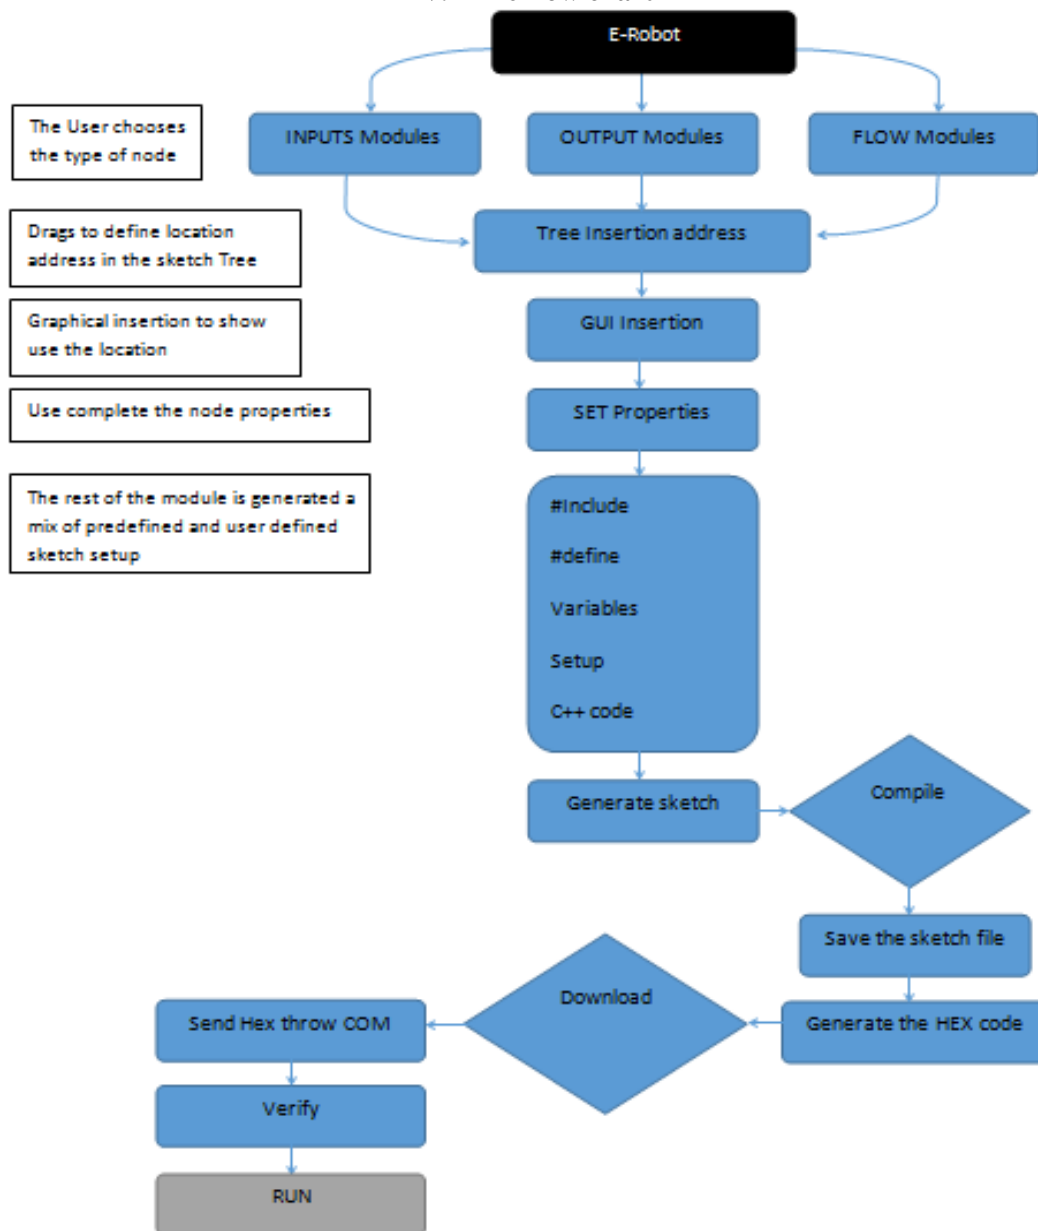 E-Robot
The User chooses
the type of node
INPUTS Modules
OUTPUT Modules
FLOW Modules
Drags to define location
address in the sketch Tree
Tree Insertion address
Graphical insertion to show
use the location
GUI Insertion
Use complete the node properties
SET Properties
The rest of the module is generated a
mix of predefined and user defined
sketch setup
#Include
#define
Variables
Setup
C++ code
Generate sketch
Compile
Save the sketch file
Generate the HEX code
Download
Send Hex throw COM
Verify
RUN